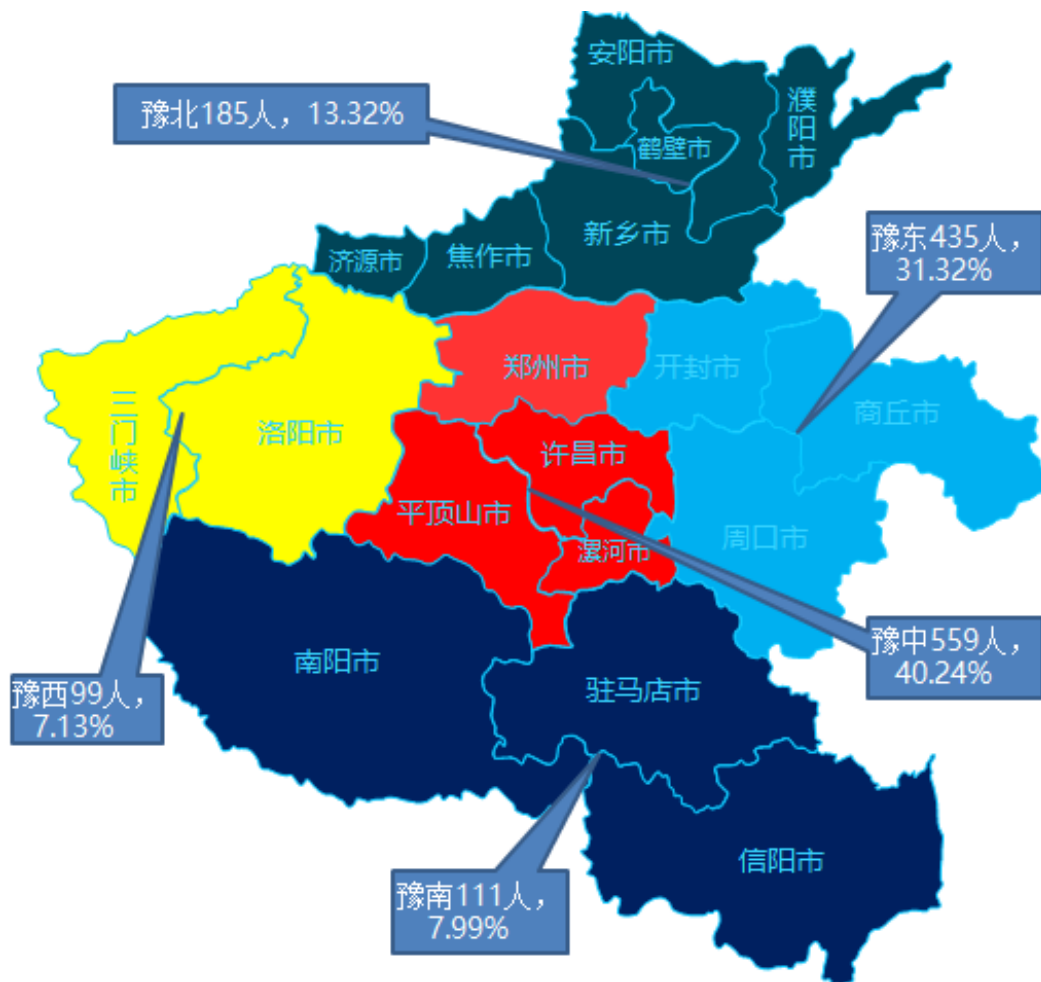 安阳市
濮阳市
豫北185人，13.32%
鹤壁市
新乡市
豫东435人，
31.32%
济源市
焦作市
郑州市
开封市
三门峡市
洛阳市
商丘市
许昌市
平顶山市
周口市
漯河市
豫中559人，
40.24%
南阳市
驻马店市
豫西99人，
7.13%
信阳市
豫南111人，
7.99%